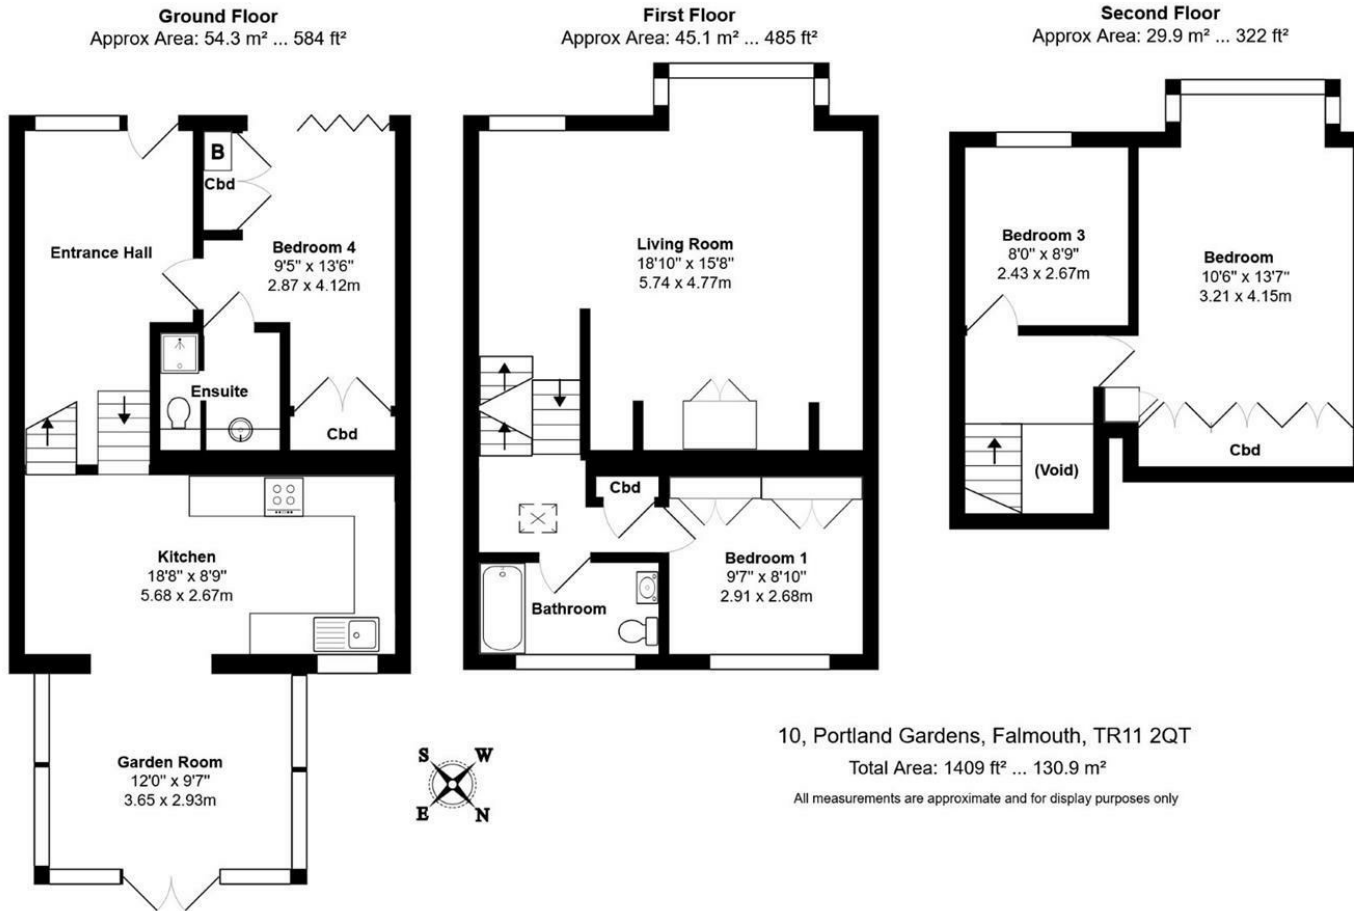 Ground Floor
Approx Area: 54.3 m² ... 584 ft²
B
Cbd
Entrance Hall
Bedroom 4
9'5" x 13'6"
2.87 x 4.12m
Ensuite
Cbd
Kitchen
18'8" x 8'9"
5.68 x 2.67m
Garden Room
12'0" x 9'7"
3.65 x 2.93m
First Floor
Approx Area: 45.1 m² ... 485 ft²
Living Room
18'10" x 15'8"
5.74 x 4.77m
Cbd
Bedroom 1
9'7" x 8'10"
2.91 x 2.68m
Bathroom
Second Floor
Approx Area: 29.9 m² ... 322 ft²
Bedroom 3
8'0" x 8'9"
2.43 x 2.67m
Bedroom
10'6" x 13'7"
3.21 x 4.15m
Cbd
(Void)
S W
E N
10, Portland Gardens, Falmouth, TR11 2QT
Total Area: 1409 ft² ... 130.9 m²
All measurements are approximate and for display purposes only